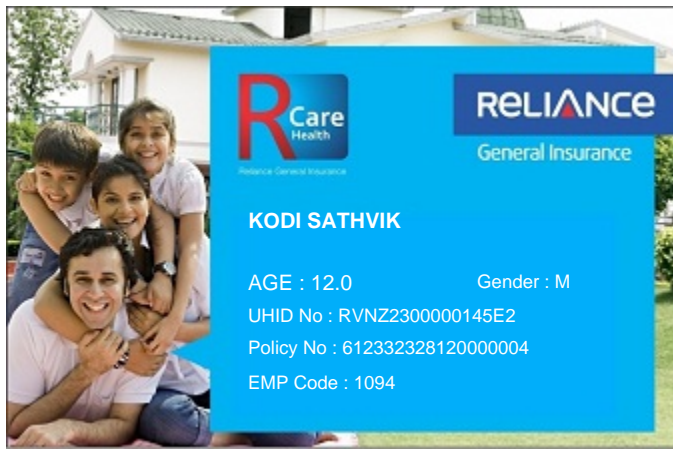 R Care
Health
Reliance General Insurance
RELIANCE
General Insurance
KODI SATHVIK
AGE : 12.0 Gender : M
UHID No : RVNZ2300000145E2
Policy No : 612332328120000004
EMP Code : 1094